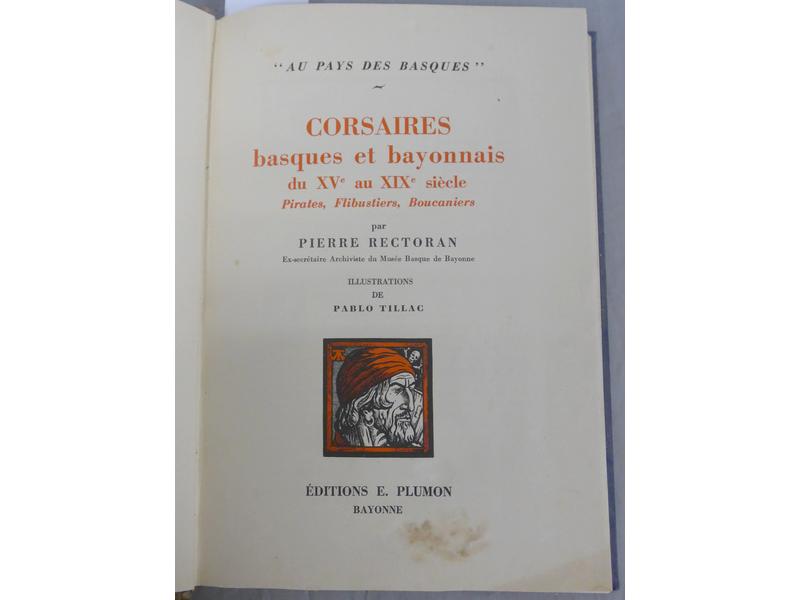 "AU PAYS DES BASQUES"
CORSAIRES
basques et bayonnais
du XVe au XIXe siècle
Pirates, Flibustiers, Boucaniers
par
PIERRE RECTORAN
Ex-secrétaire Archiviste du Musée Basque de Bayonne
ILLUSTRATIONS
DE
PABLO TILLAC
ÉDITIONS E. PLUMON
BAYONNE